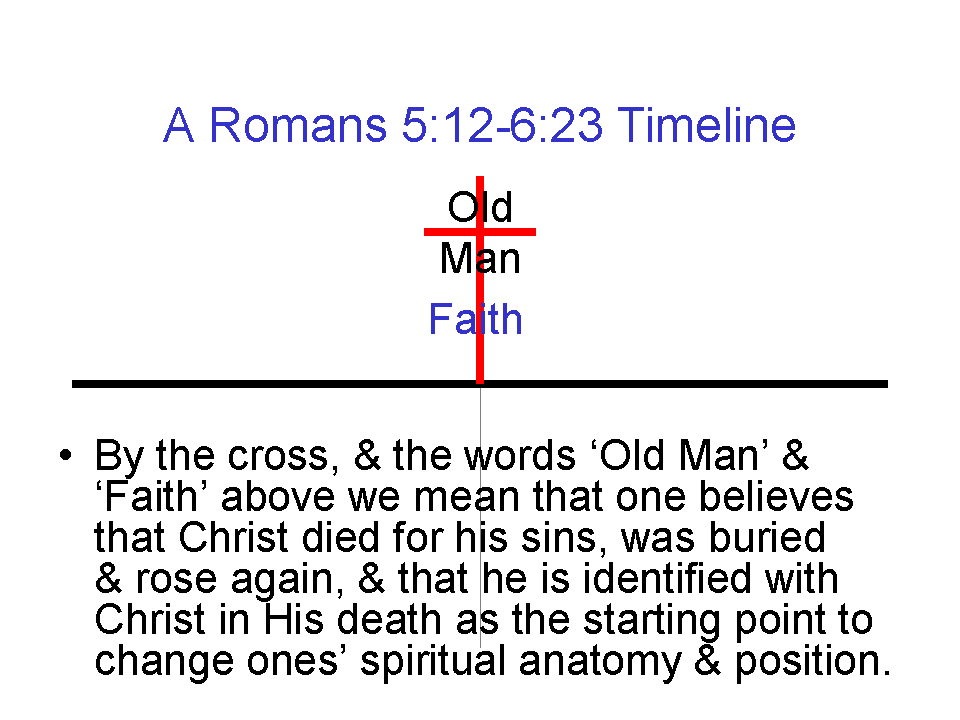 A Romans 5:12-6:23 Timeline
Old
Man
Faith
• By the cross, & the words ‘Old Man’ &
‘Faith’ above we mean that one believes
that Christ died for his sins, was buried
& rose again, & that he is identified with
Christ in His death as the starting point to
change ones’ spiritual anatomy & position.